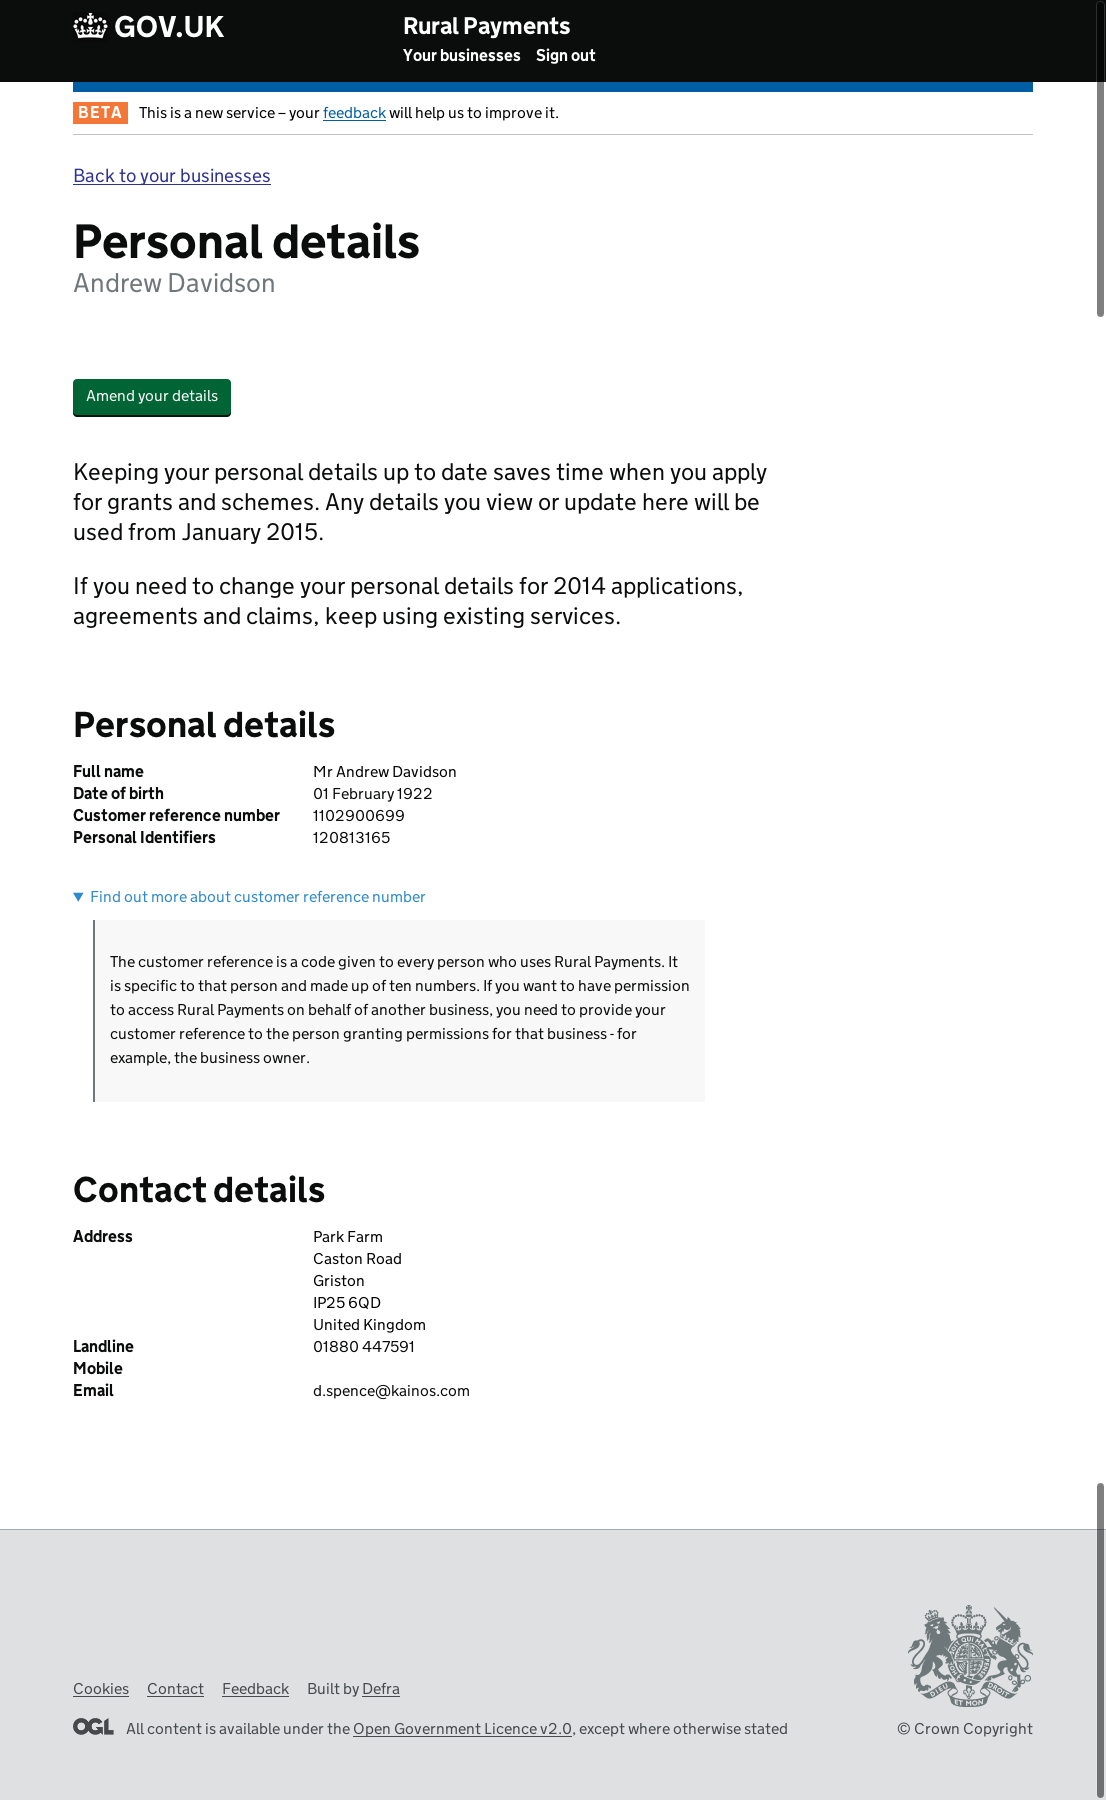 GOV.UK
Rural Payments
Your businesses Sign out
BETA This is a new service – your feedback will help us to improve it.
Back to your businesses
Personal details
Andrew Davidson
Amend your details
Keeping your personal details up to date saves time when you apply
for grants and schemes. Any details you view or update here will be
used from January 2015.
If you need to change your personal details for 2014 applications,
agreements and claims, keep using existing services.
Personal details
Full name Mr Andrew Davidson
Date of birth 01 February 1922
Customer reference number 1102900699
Personal Identifiers 120813165
▼ Find out more about customer reference number
The customer reference is a code given to every person who uses Rural Payments. It
is specific to that person and made up of ten numbers. If you want to have permission
to access Rural Payments on behalf of another business, you need to provide your
customer reference to the person granting permissions for that business - for
example, the business owner.
Contact details
Address Park Farm
Caston Road
Griston
IP25 6QD
United Kingdom
Landline 01880 447591
Mobile
Email d.spence@kainos.com
Cookies Contact Feedback Built by Defra
OGL All content is available under the Open Government Licence v2.0, except where otherwise stated
DIEU ET MON DROIT
© Crown Copyright